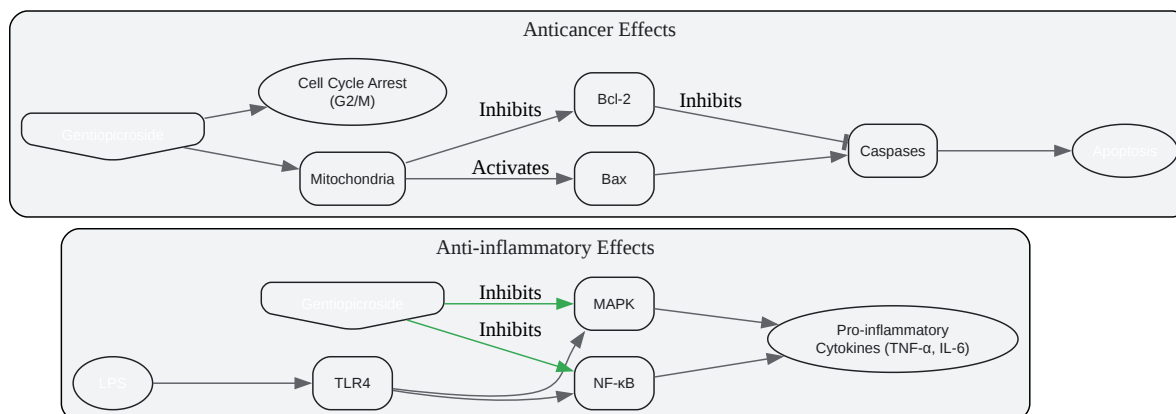 Anticancer Effects
Cell Cycle Arrest
(G2/M)
Gentiopicroside
Mitochondria
Inhibits
Activates
Bcl-2
Bax
Inhibits
Caspases
Apoptosis
Anti-inflammatory Effects
Gentiopicroside
Inhibits
Inhibits
MAPK
LPS
TLR4
NF-κB
Pro-inflammatory
Cytokines (TNF-α, IL-6)